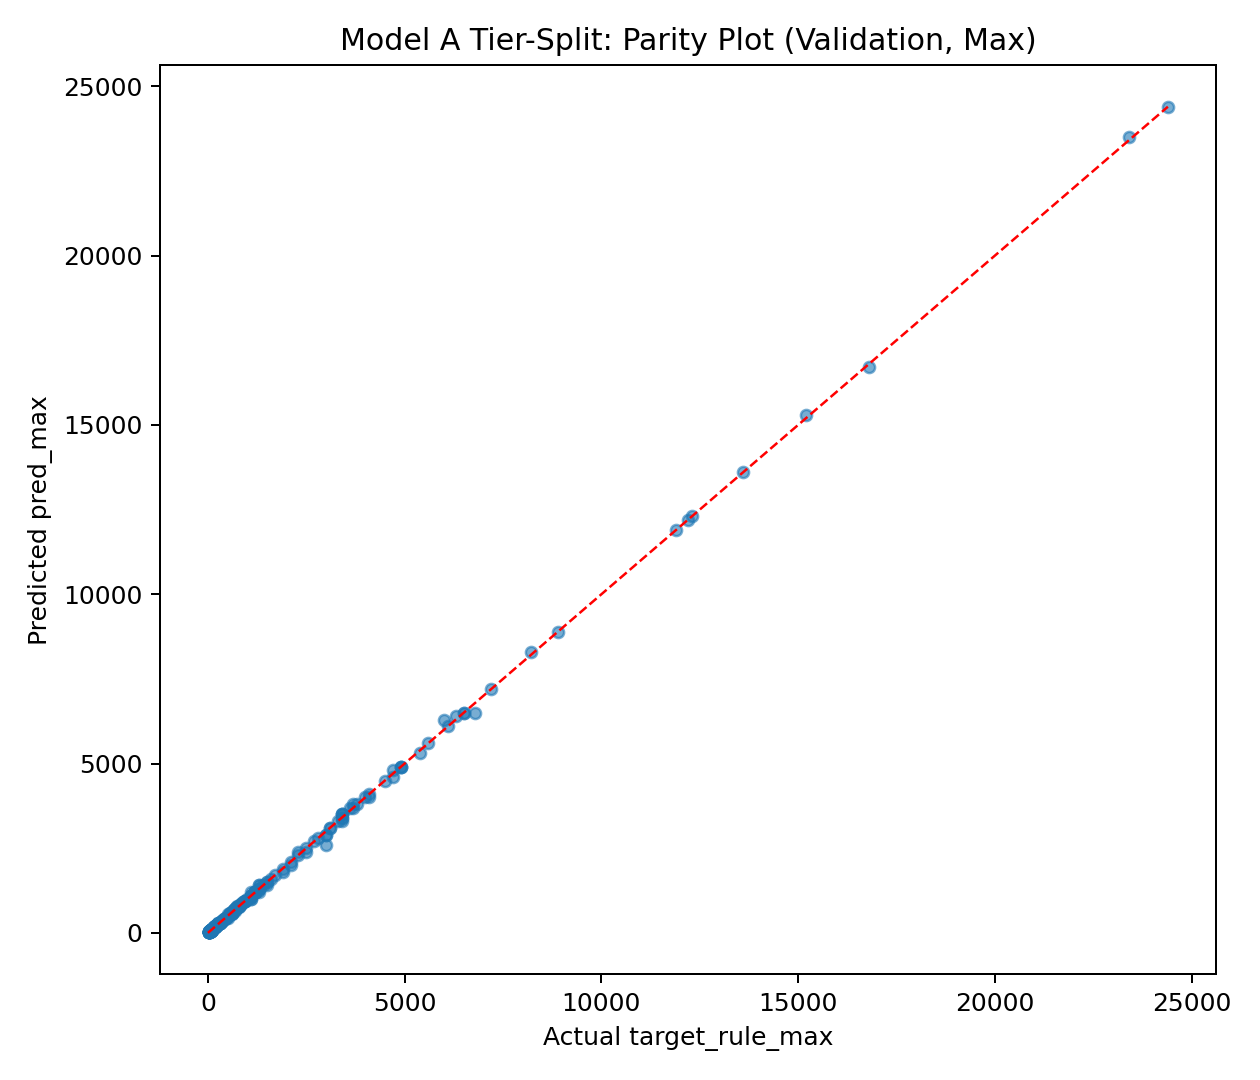 Model A Tier-Split: Parity Plot (Validation, Max)
25000
20000
15000
10000
5000
0
Predicted pred_max
0 5000 10000 15000 20000 25000
Actual target_rule_max